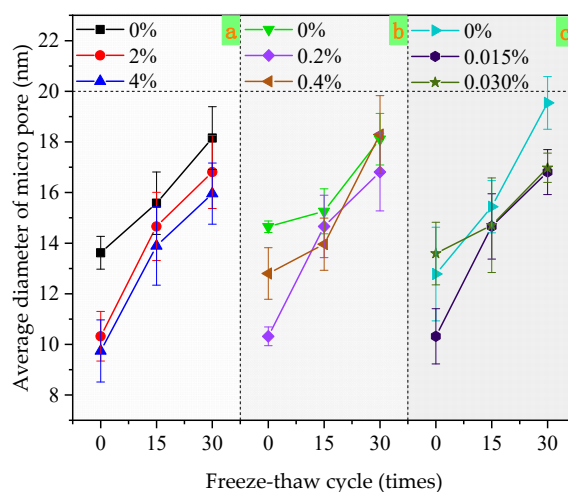 0% a 0% b 0% c
2% 0.2% 0.015%
4% 0.4% 0.030%
22
20
18
16
14
12
10
8
Average diameter of micro pore (nm)
0 15 30 0 15 30 0 15 30
Freeze-thaw cycle (times)